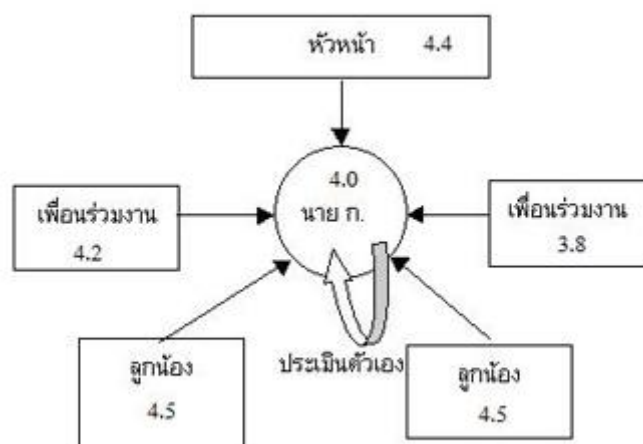 หัวหน้า 4.4
4.0
นาย ก.
เพื่อนร่วมงาน
4.2
เพื่อนร่วมงาน
3.8
ประเมินตัวเอง
ลูกน้อง
4.5
ลูกน้อง
4.5